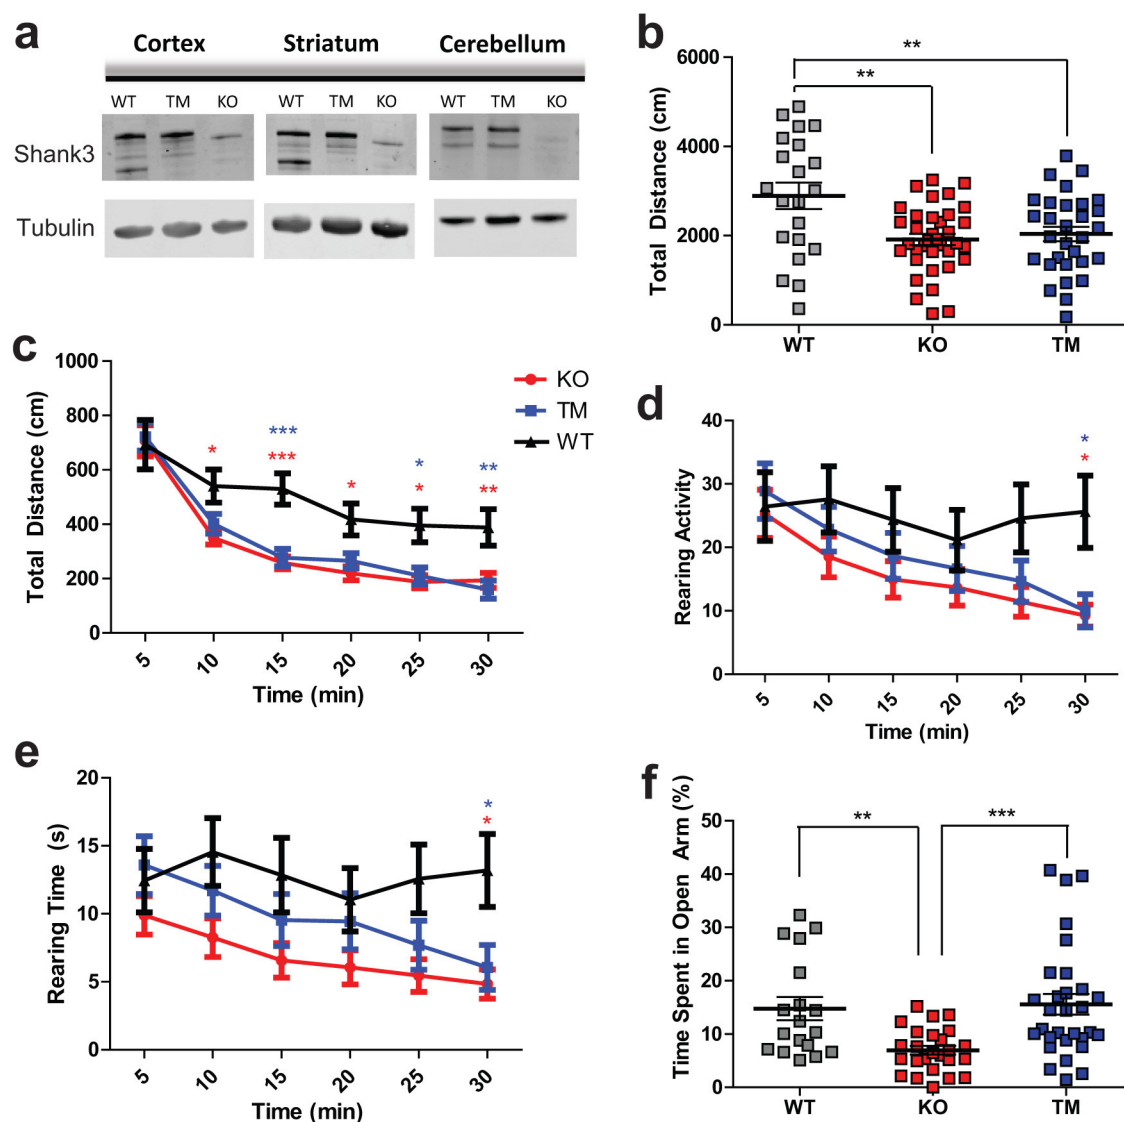 a
Cortex Striatum Cerebellum
WT TM KO WT TM KO WT TM KO
Shank3
Tubulin
b
Total Distance (cm)
6000
4000
2000
0
**
**
WT KO TM
c
Total Distance (cm)
1000
800
600
400
200
0
KO
TM
WT
*** * **
* *** * * **
5 10 15 20 25 30
Time (min)
d
Rearing Activity
40
30
20
10
0
*
*
5 10 15 20 25 30
Time (min)
e
Rearing Time (s)
20
15
10
5
0
*
*
5 10 15 20 25 30
Time (min)
f
Time Spent in Open Arm (%)
50
40
30
20
10
0
** ***
WT KO TM